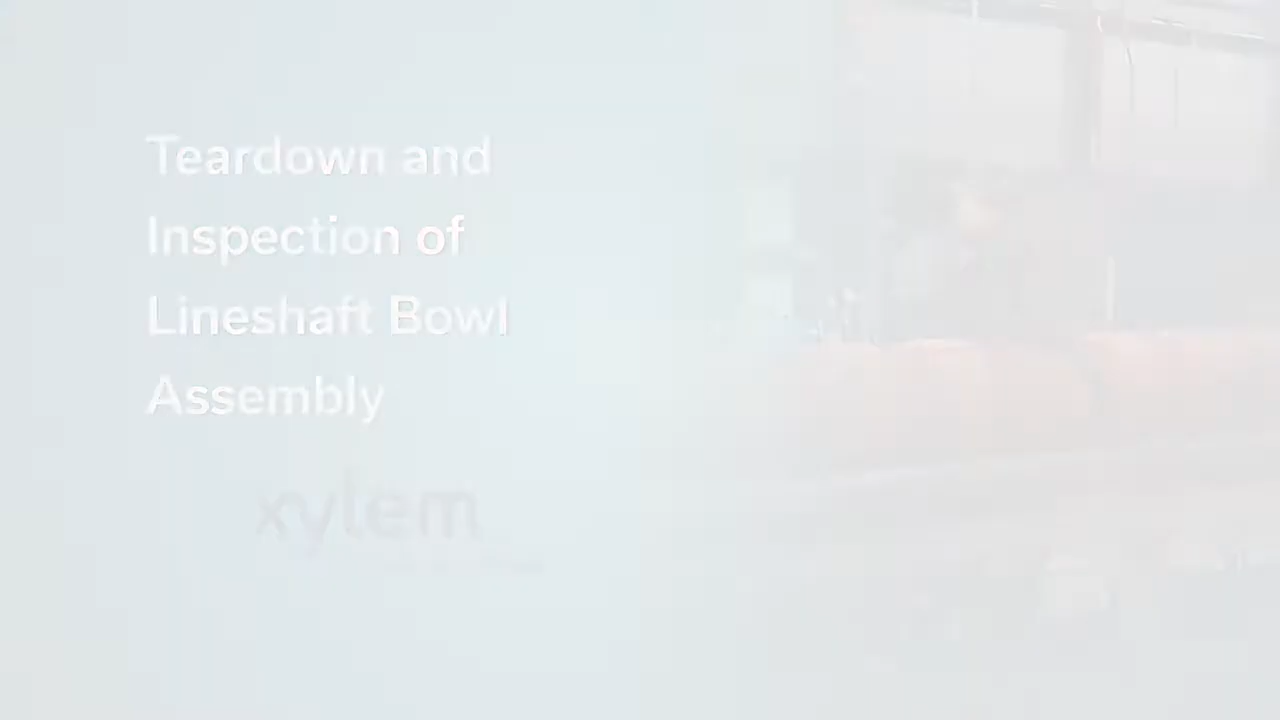 Teardown and
Inspection of
Lineshaft Bowl
Assembly
xylem